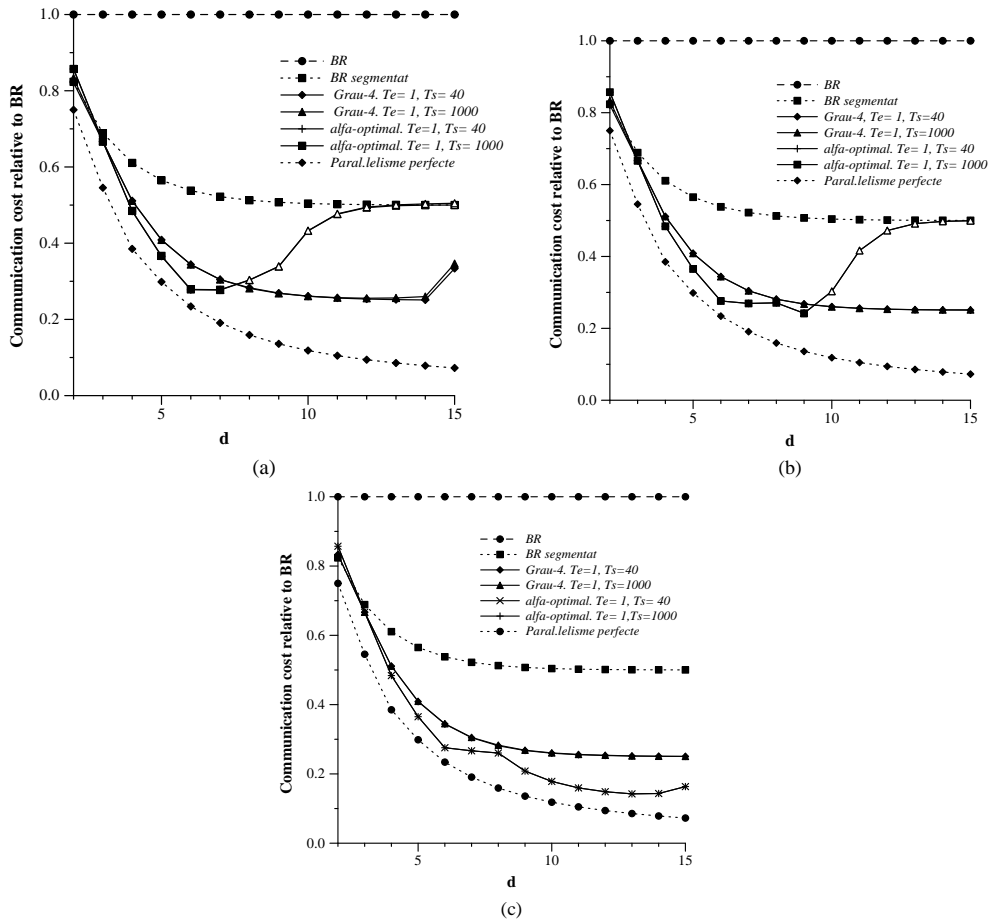 1.0
0.8
0.6
0.4
0.2
0.0
Communication cost relative to BR
BR
BR segmentat
Grau-4. Te= 1, Ts= 40
Grau-4. Te= 1, Ts= 1000
alfa-optimal. Te=1, Ts= 40
alfa-optimal. Te= 1, Ts= 1000
Paral.lelisme perfecte
5
10
15
d
(a)
1.0
0.8
0.6
0.4
0.2
0.0
Communication cost relative to BR
BR
BR segmentat
Grau-4, Te= 1, Ts=40
Grau-4. Te= 1, Ts=1000
alfa-optimal. Te= 1, Ts= 40
alfa-optimal. Te= 1, Ts= 1000
Paral.lelisme perfecte
5
10
15
d
(b)
1.0
0.8
0.6
0.4
0.2
0.0
Communication cost relative to BR
BR
BR segmentat
Grau-4. Te=1, Ts=40
Grau-4. Te=1, Ts=1000
alfa-optimal. Te= 1, Ts= 40
alfa-optimal. Te= 1,Ts=1000
Paral.lelisme perfecte
5
10
15
d
(c)